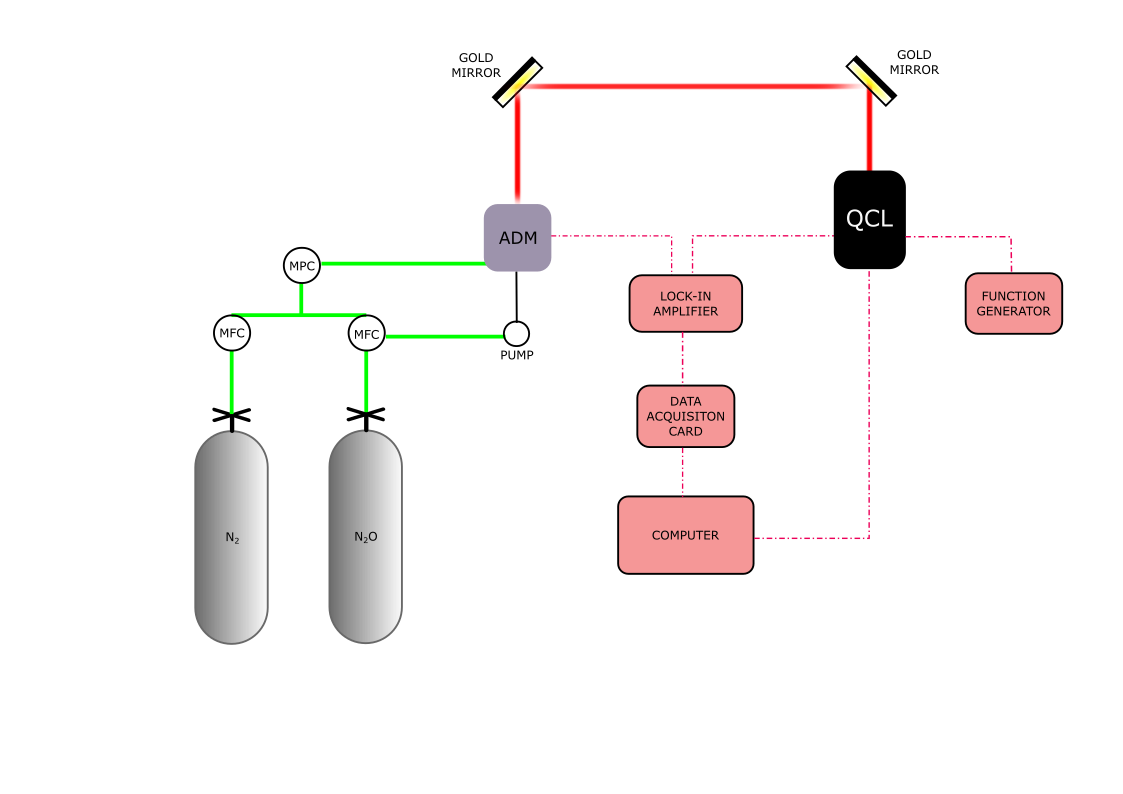 GOLD
MIRROR
GOLD
MIRROR
QCL
ADM
MPC
LOCK-IN
AMPLIFIER
FUNCTION
GENERATOR
MFC
MFC
PUMP
DATA
ACQUISITON
CARD
N₂
N₂O
COMPUTER